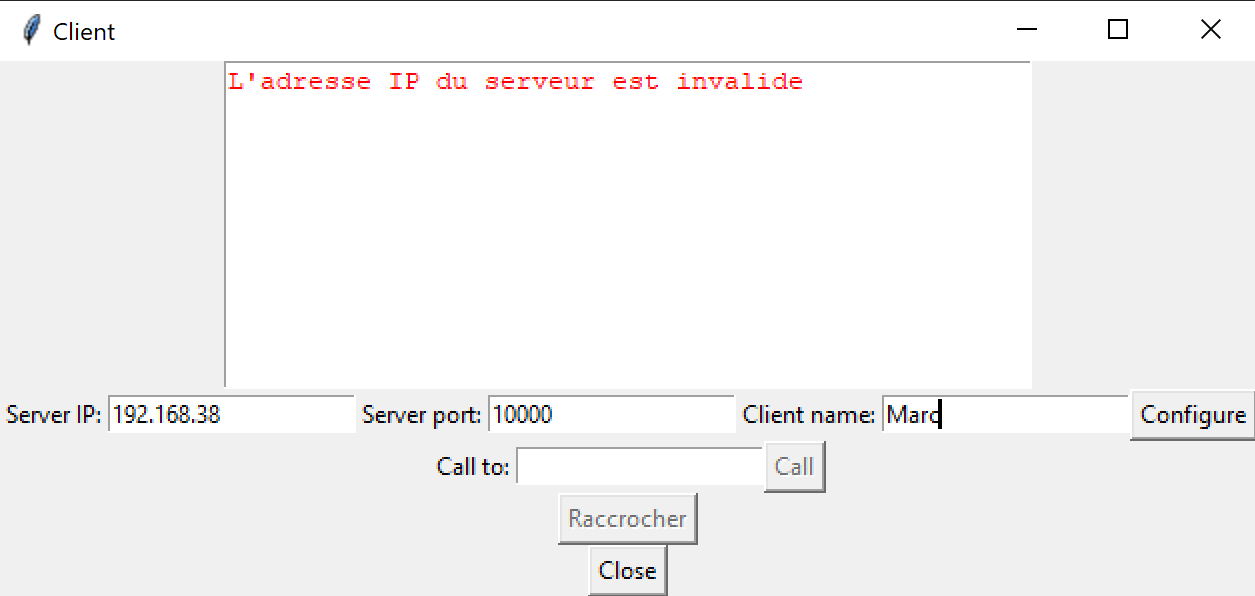 Client
L'adresse IP du serveur est invalide
Server IP: 192.168.38 Server port: 10000 Client name: Marc Configure
Call to: Call
Raccrocher
Close